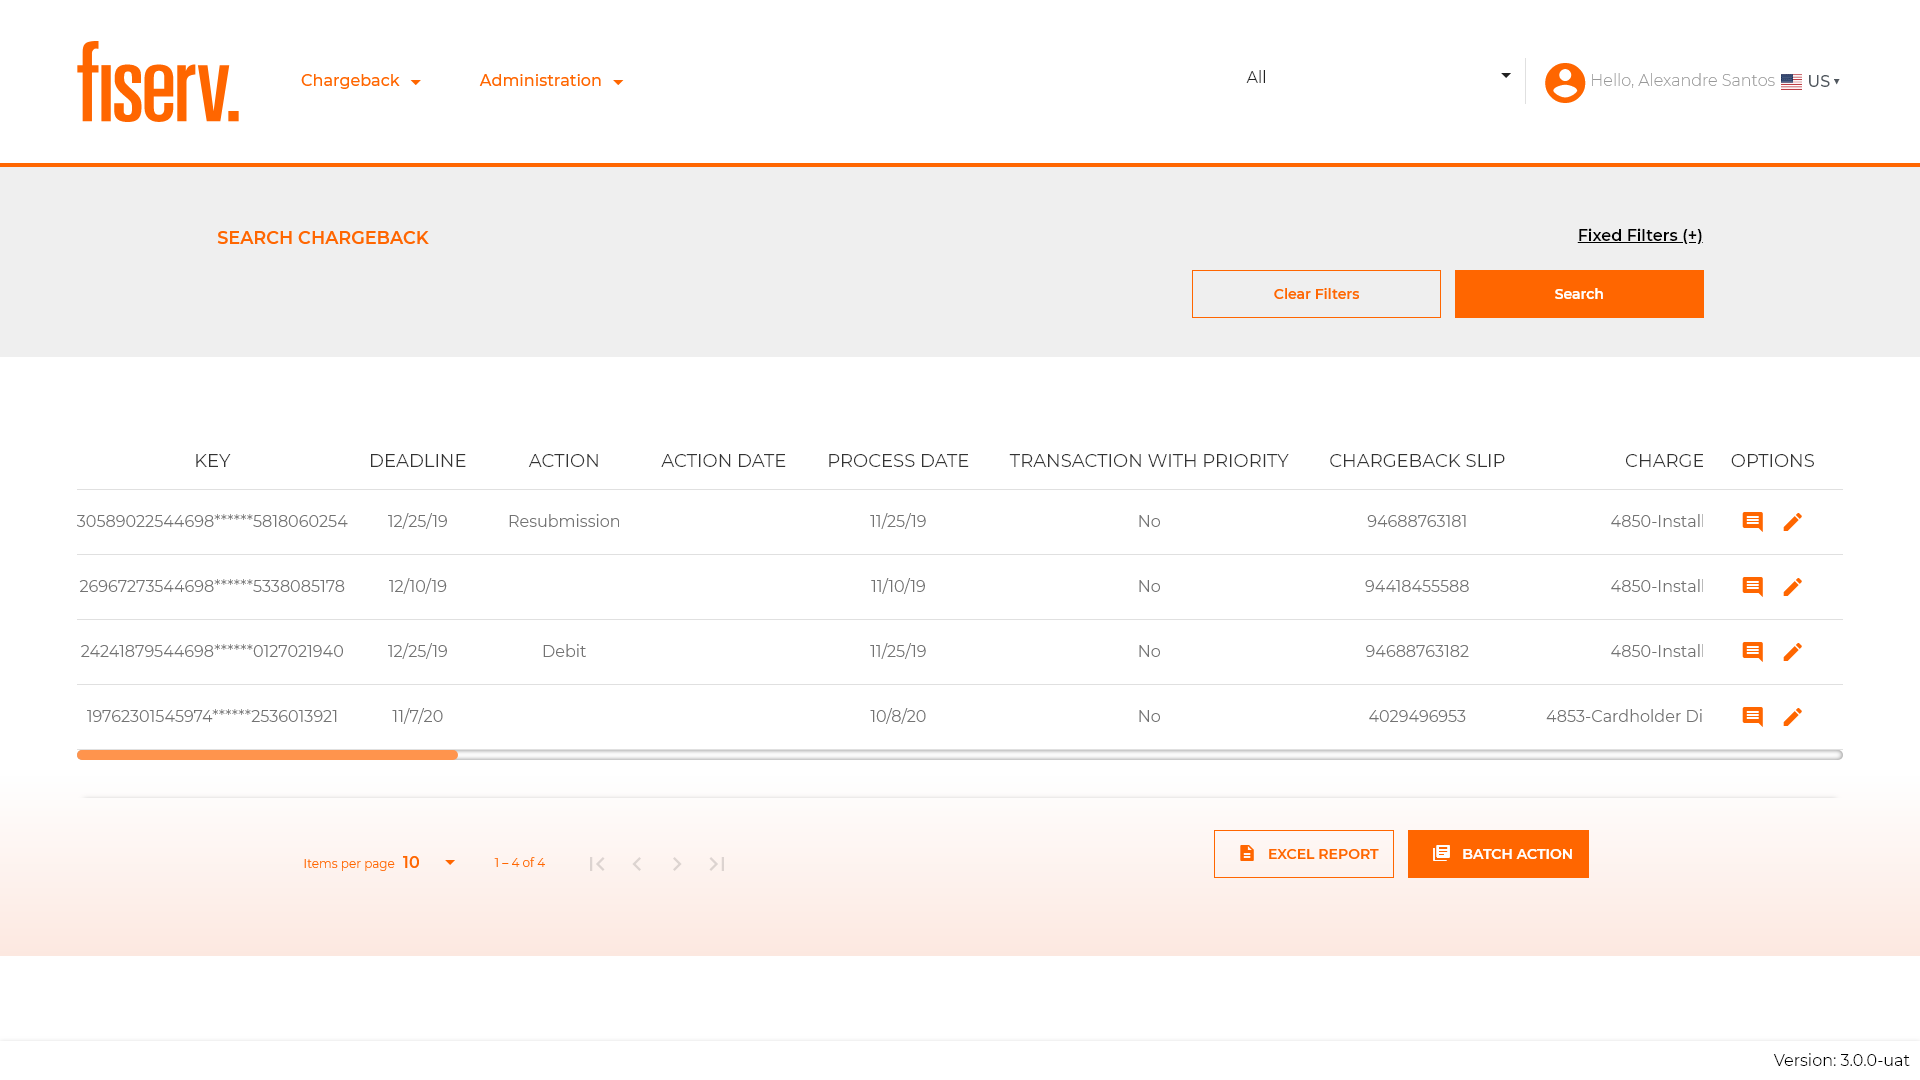 fiserv.
Chargeback
Administration
All
Hello, Alexandre Santos
US
SEARCH CHARGEBACK
Fixed Filters (+)
Clear Filters
Search
KEY DEADLINE ACTION ACTION DATE PROCESS DATE TRANSACTION WITH PRIORITY CHARGEBACK SLIP CHARGE OPTIONS
30589022544698******5818060254 12/25/19 Resubmission 11/25/19 No 94688763181 4850-Install
26967273544698******5338085178 12/10/19 11/10/19 No 94418455588 4850-Install
24241879544698******0127021940 12/25/19 Debit 11/25/19 No 94688763182 4850-Install
19762301545974******2536013921 11/7/20 10/8/20 No 4029496953 4853-Cardholder Di
Items per page 10 1 – 4 of 4
EXCEL REPORT
BATCH ACTION
Version: 3.0.0-uat